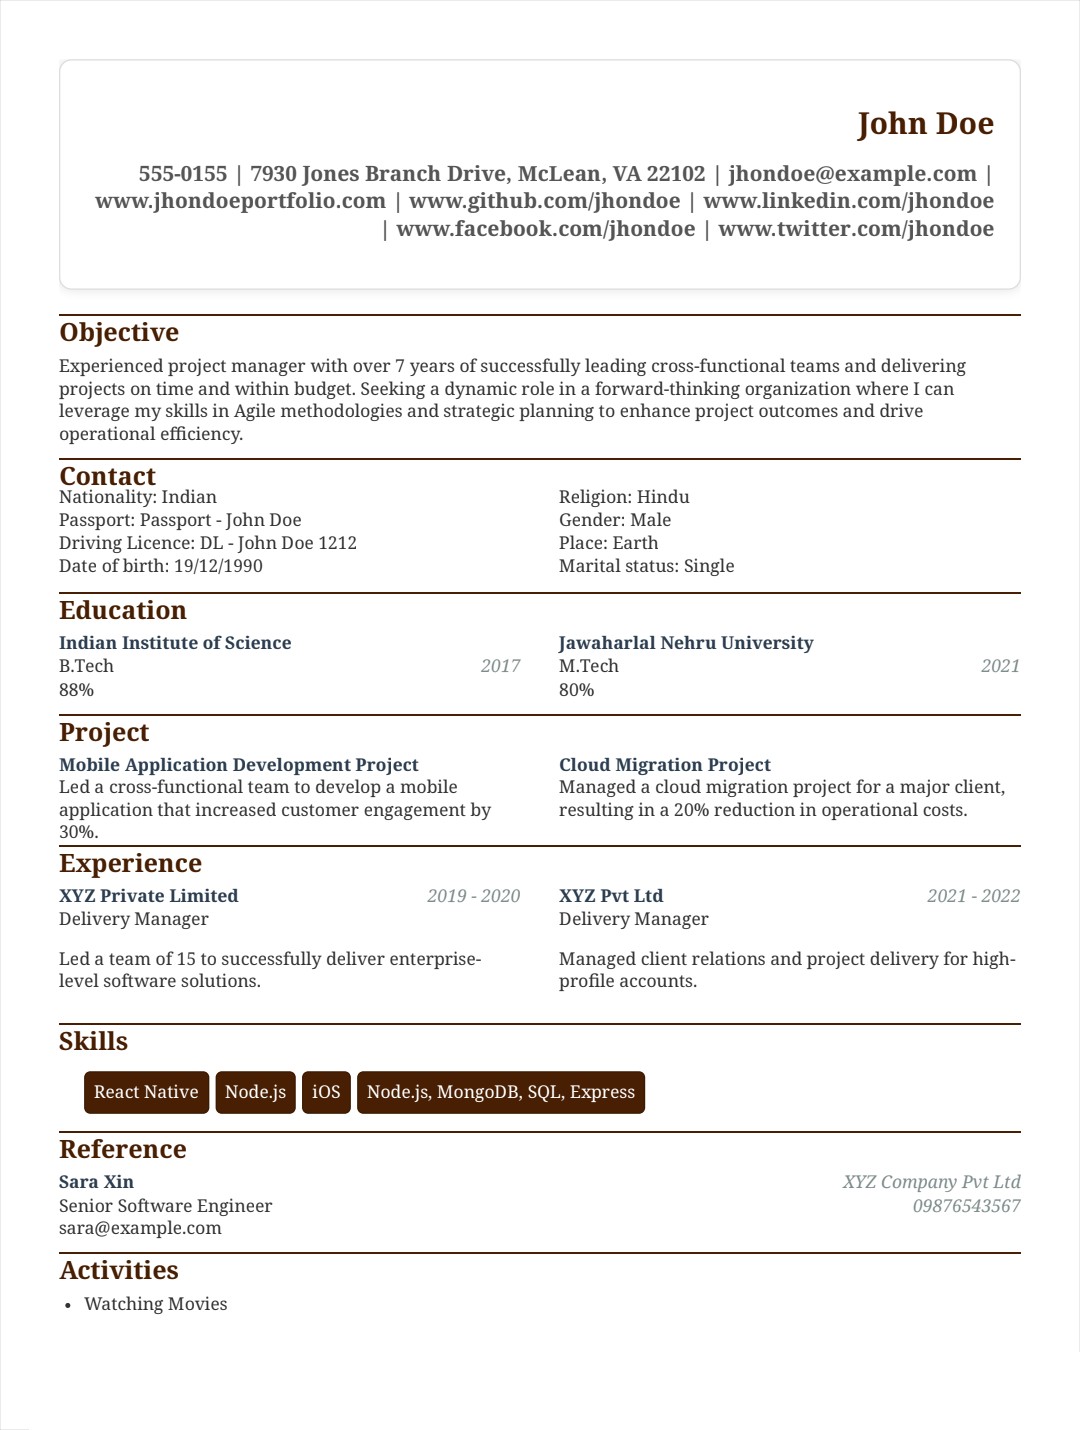 John Doe
555-0155 | 7930 Jones Branch Drive, McLean, VA 22102 | jhondoe@example.com |
www.jhondoeportfolio.com | www.github.com/jhondoe | www.linkedin.com/jhondoe
| www.facebook.com/jhondoe | www.twitter.com/jhondoe
Objective
Experienced project manager with over 7 years of successfully leading cross-functional teams and delivering
projects on time and within budget. Seeking a dynamic role in a forward-thinking organization where I can
leverage my skills in Agile methodologies and strategic planning to enhance project outcomes and drive
operational efficiency.
Contact
Nationality: Indian
Passport: Passport - John Doe
Driving Licence: DL - John Doe 1212
Date of birth: 19/12/1990
Religion: Hindu
Gender: Male
Place: Earth
Marital status: Single
Education
Indian Institute of Science
B.Tech 2017
88%
Jawaharlal Nehru University
M.Tech 2021
80%
Project
Mobile Application Development Project
Led a cross-functional team to develop a mobile
application that increased customer engagement by
30%.
Cloud Migration Project
Managed a cloud migration project for a major client,
resulting in a 20% reduction in operational costs.
Experience
XYZ Private Limited 2019 - 2020
Delivery Manager
Led a team of 15 to successfully deliver enterprise-
level software solutions.
XYZ Pvt Ltd 2021 - 2022
Delivery Manager
Managed client relations and project delivery for high-
profile accounts.
Skills
React Native Node.js iOS Node.js, MongoDB, SQL, Express
Reference
Sara Xin XYZ Company Pvt Ltd
Senior Software Engineer 09876543567
sara@example.com
Activities
• Watching Movies